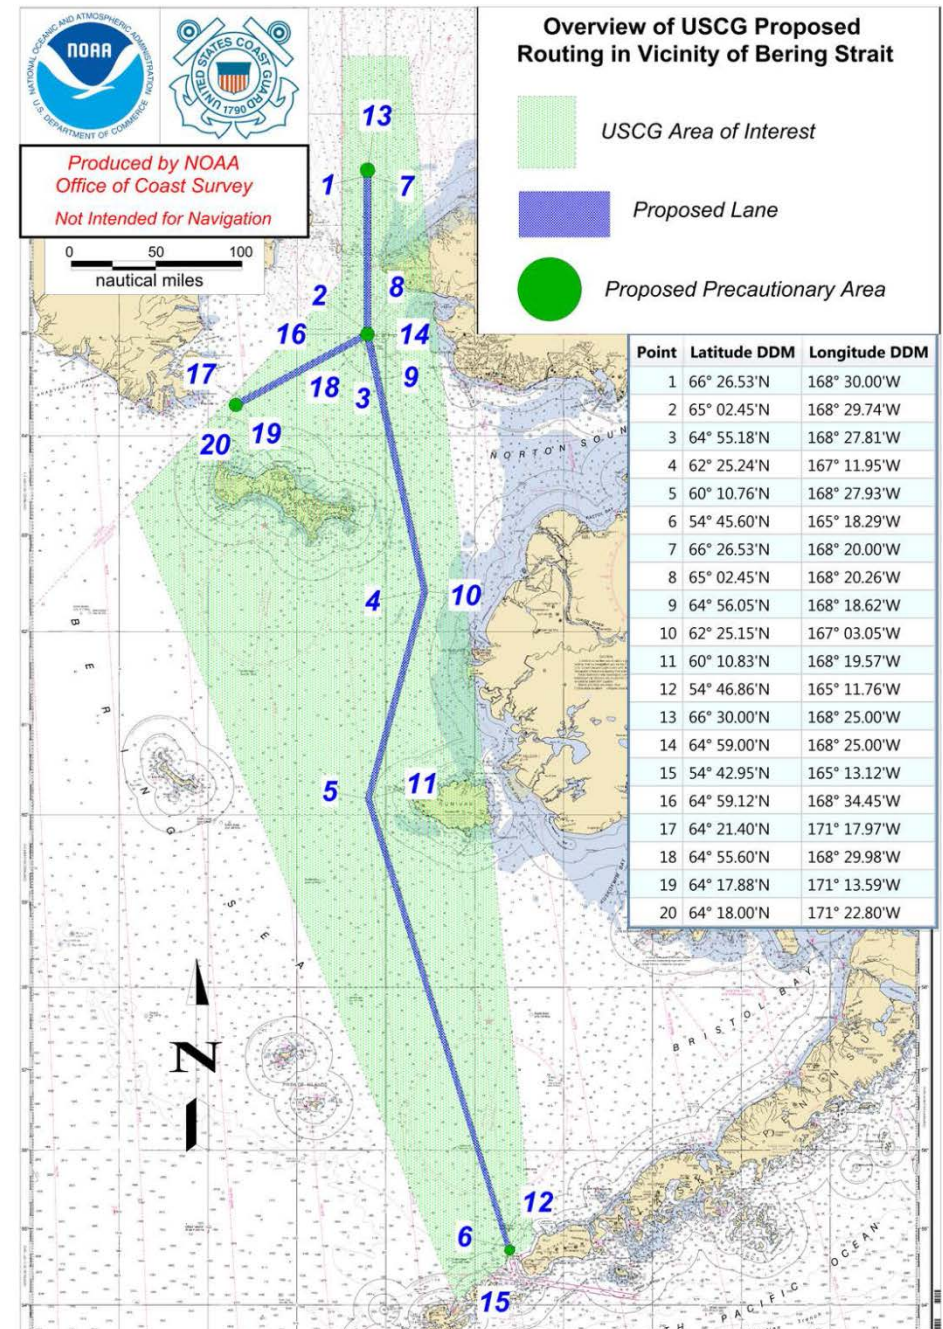 NATIONAL OCEANIC AND ATMOSPHERIC ADMINISTRATION
NOAA
U.S. DEPARTMENT OF COMMERCE
UNITED STATES COAST GUARD
1790
Produced by NOAA
Office of Coast Survey
Not Intended for Navigation
0 50 100
nautical miles
Overview of USCG Proposed
Routing in Vicinity of Bering Strait
USCG Area of Interest
Proposed Lane
Proposed Precautionary Area
13
1 7
2 8
16 14
17 18 3 9
20 19
4 10
5 11
12
6
15
NORTON SOUN
BERING SEA
BRISTOL BAY
PACIFIC OCEAN
N
Point Latitude DDM Longitude DDM
1 66° 26.53'N 168° 30.00'W
2 65° 02.45'N 168° 29.74'W
3 64° 55.18'N 168° 27.81'W
4 62° 25.24'N 167° 11.95'W
5 60° 10.76'N 168° 27.93'W
6 54° 45.60'N 165° 18.29'W
7 66° 26.53'N 168° 20.00'W
8 65° 02.45'N 168° 20.26'W
9 64° 56.05'N 168° 18.62'W
10 62° 25.15'N 167° 03.05'W
11 60° 10.83'N 168° 19.57'W
12 54° 46.86'N 165° 11.76'W
13 66° 30.00'N 168° 25.00'W
14 64° 59.00'N 168° 25.00'W
15 54° 42.95'N 165° 13.12'W
16 64° 59.12'N 168° 34.45'W
17 64° 21.40'N 171° 17.97'W
18 64° 55.60'N 168° 29.98'W
19 64° 17.88'N 171° 13.59'W
20 64° 18.00'N 171° 22.80'W